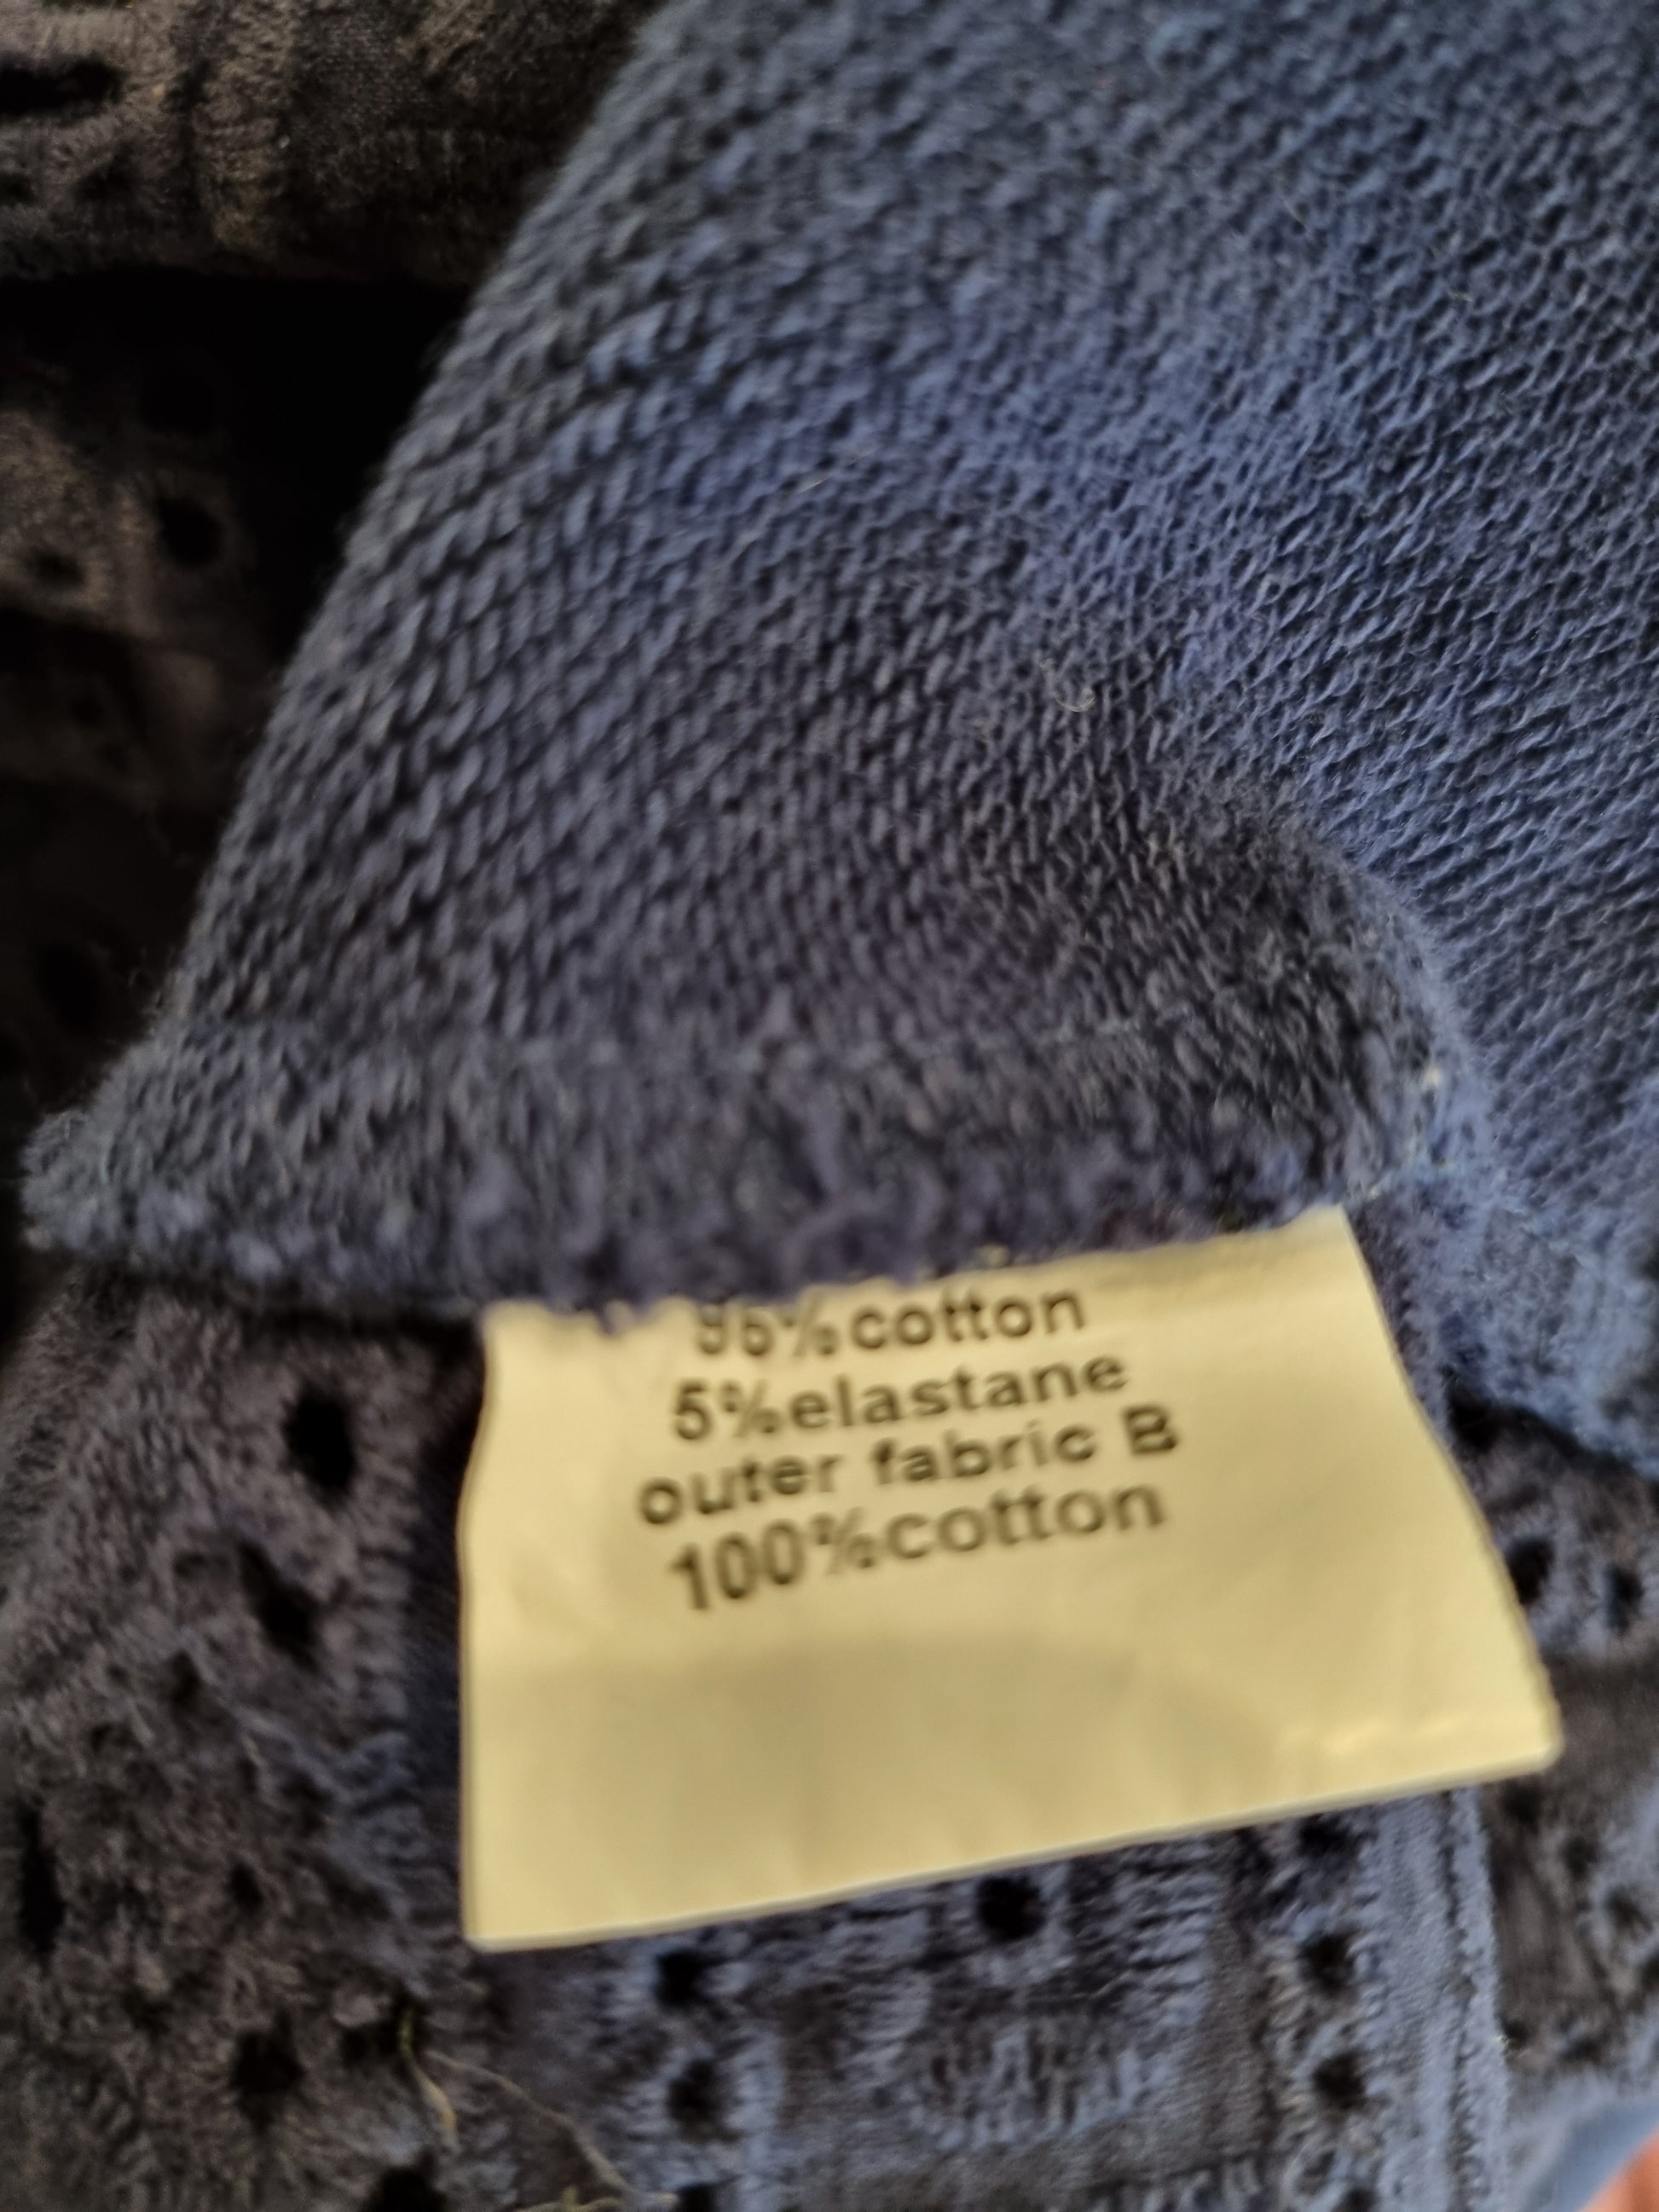 95%cotton
5%elastane
outer fabric B
100%cotton